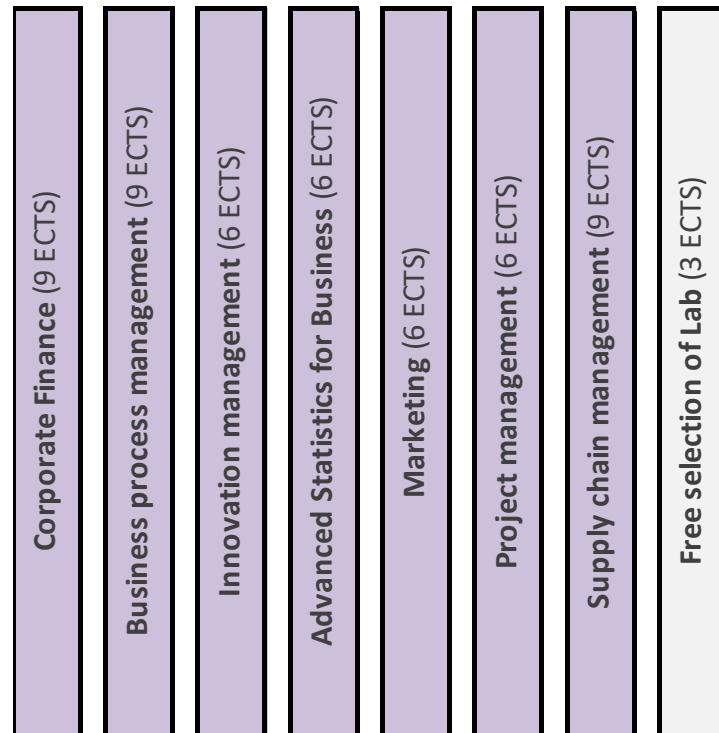 Corporate Finance (9 ECTS)
Business process management (9 ECTS)
Innovation management (6 ECTS)
Advanced Statistics for Business (6 ECTS)
Marketing (6 ECTS)
Project management (6 ECTS)
Supply chain management (9 ECTS)
Free selection of Lab (3 ECTS)